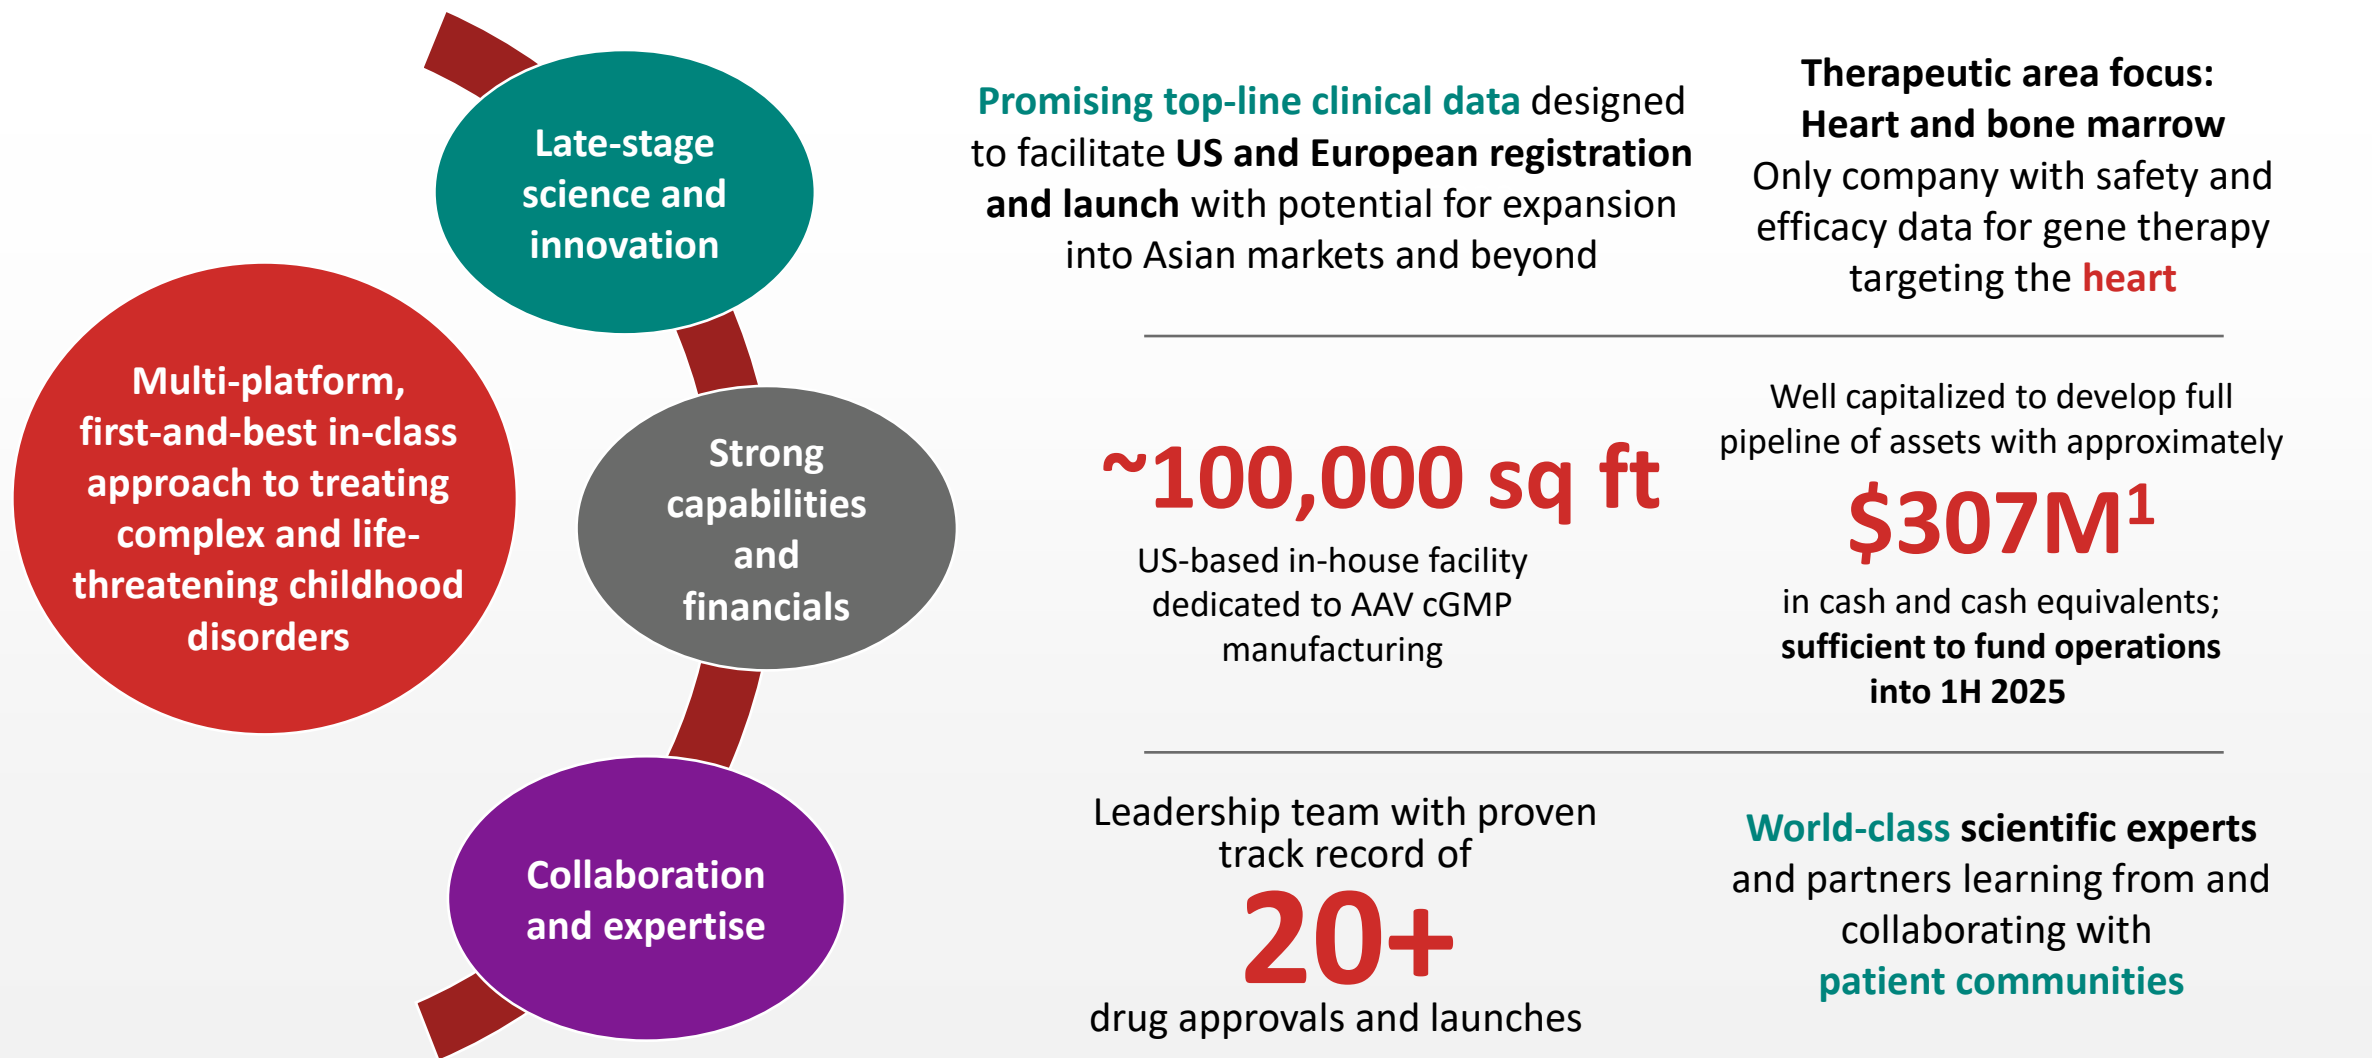 Multi-platform,
first-and-best in-class
approach to treating
complex and life-
threatening childhood
disorders
Late-stage
science and
innovation
Promising top-line clinical data designed
to facilitate US and European registration
and launch with potential for expansion
into Asian markets and beyond
Therapeutic area focus:
Heart and bone marrow
Only company with safety and
efficacy data for gene therapy
targeting the heart
Strong
capabilities
and
financials
~100,000 sq ft
US-based in-house facility
dedicated to AAV cGMP
manufacturing
Well capitalized to develop full
pipeline of assets with approximately
$307M¹
in cash and cash equivalents;
sufficient to fund operations
into 1H 2025
Collaboration
and expertise
Leadership team with proven
track record of
20+
drug approvals and launches
World-class scientific experts
and partners learning from and
collaborating with
patient communities